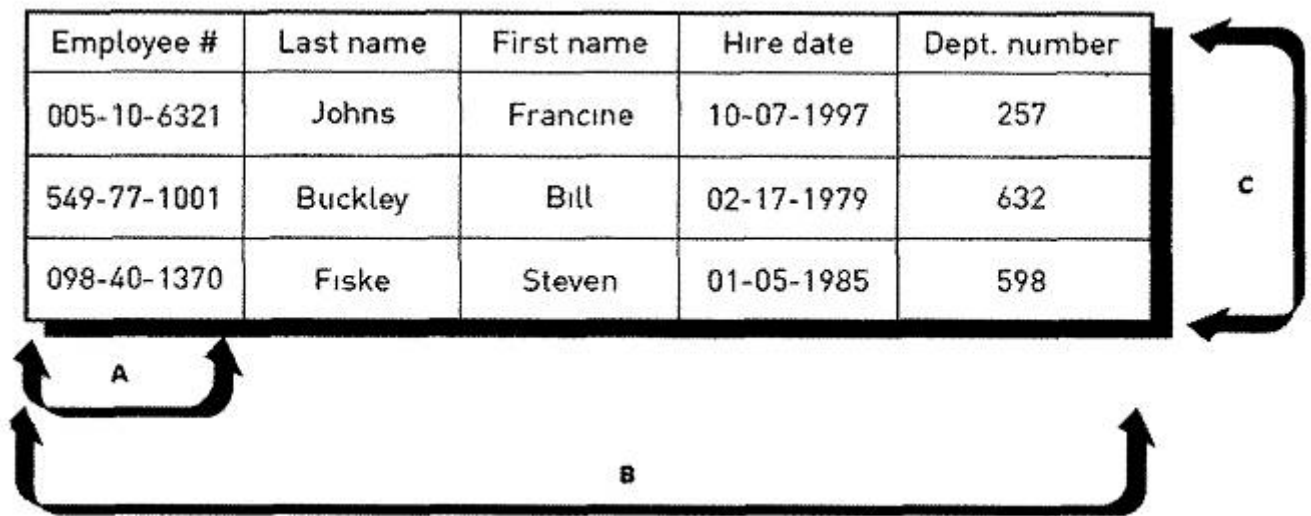 Employee # Last name First name Hire date Dept. number
005-10-6321 Johns Francine 10-07-1997 257
549-77-1001 Buckley Bill 02-17-1979 632
098-40-1370 Fiske Steven 01-05-1985 598
C
A
B